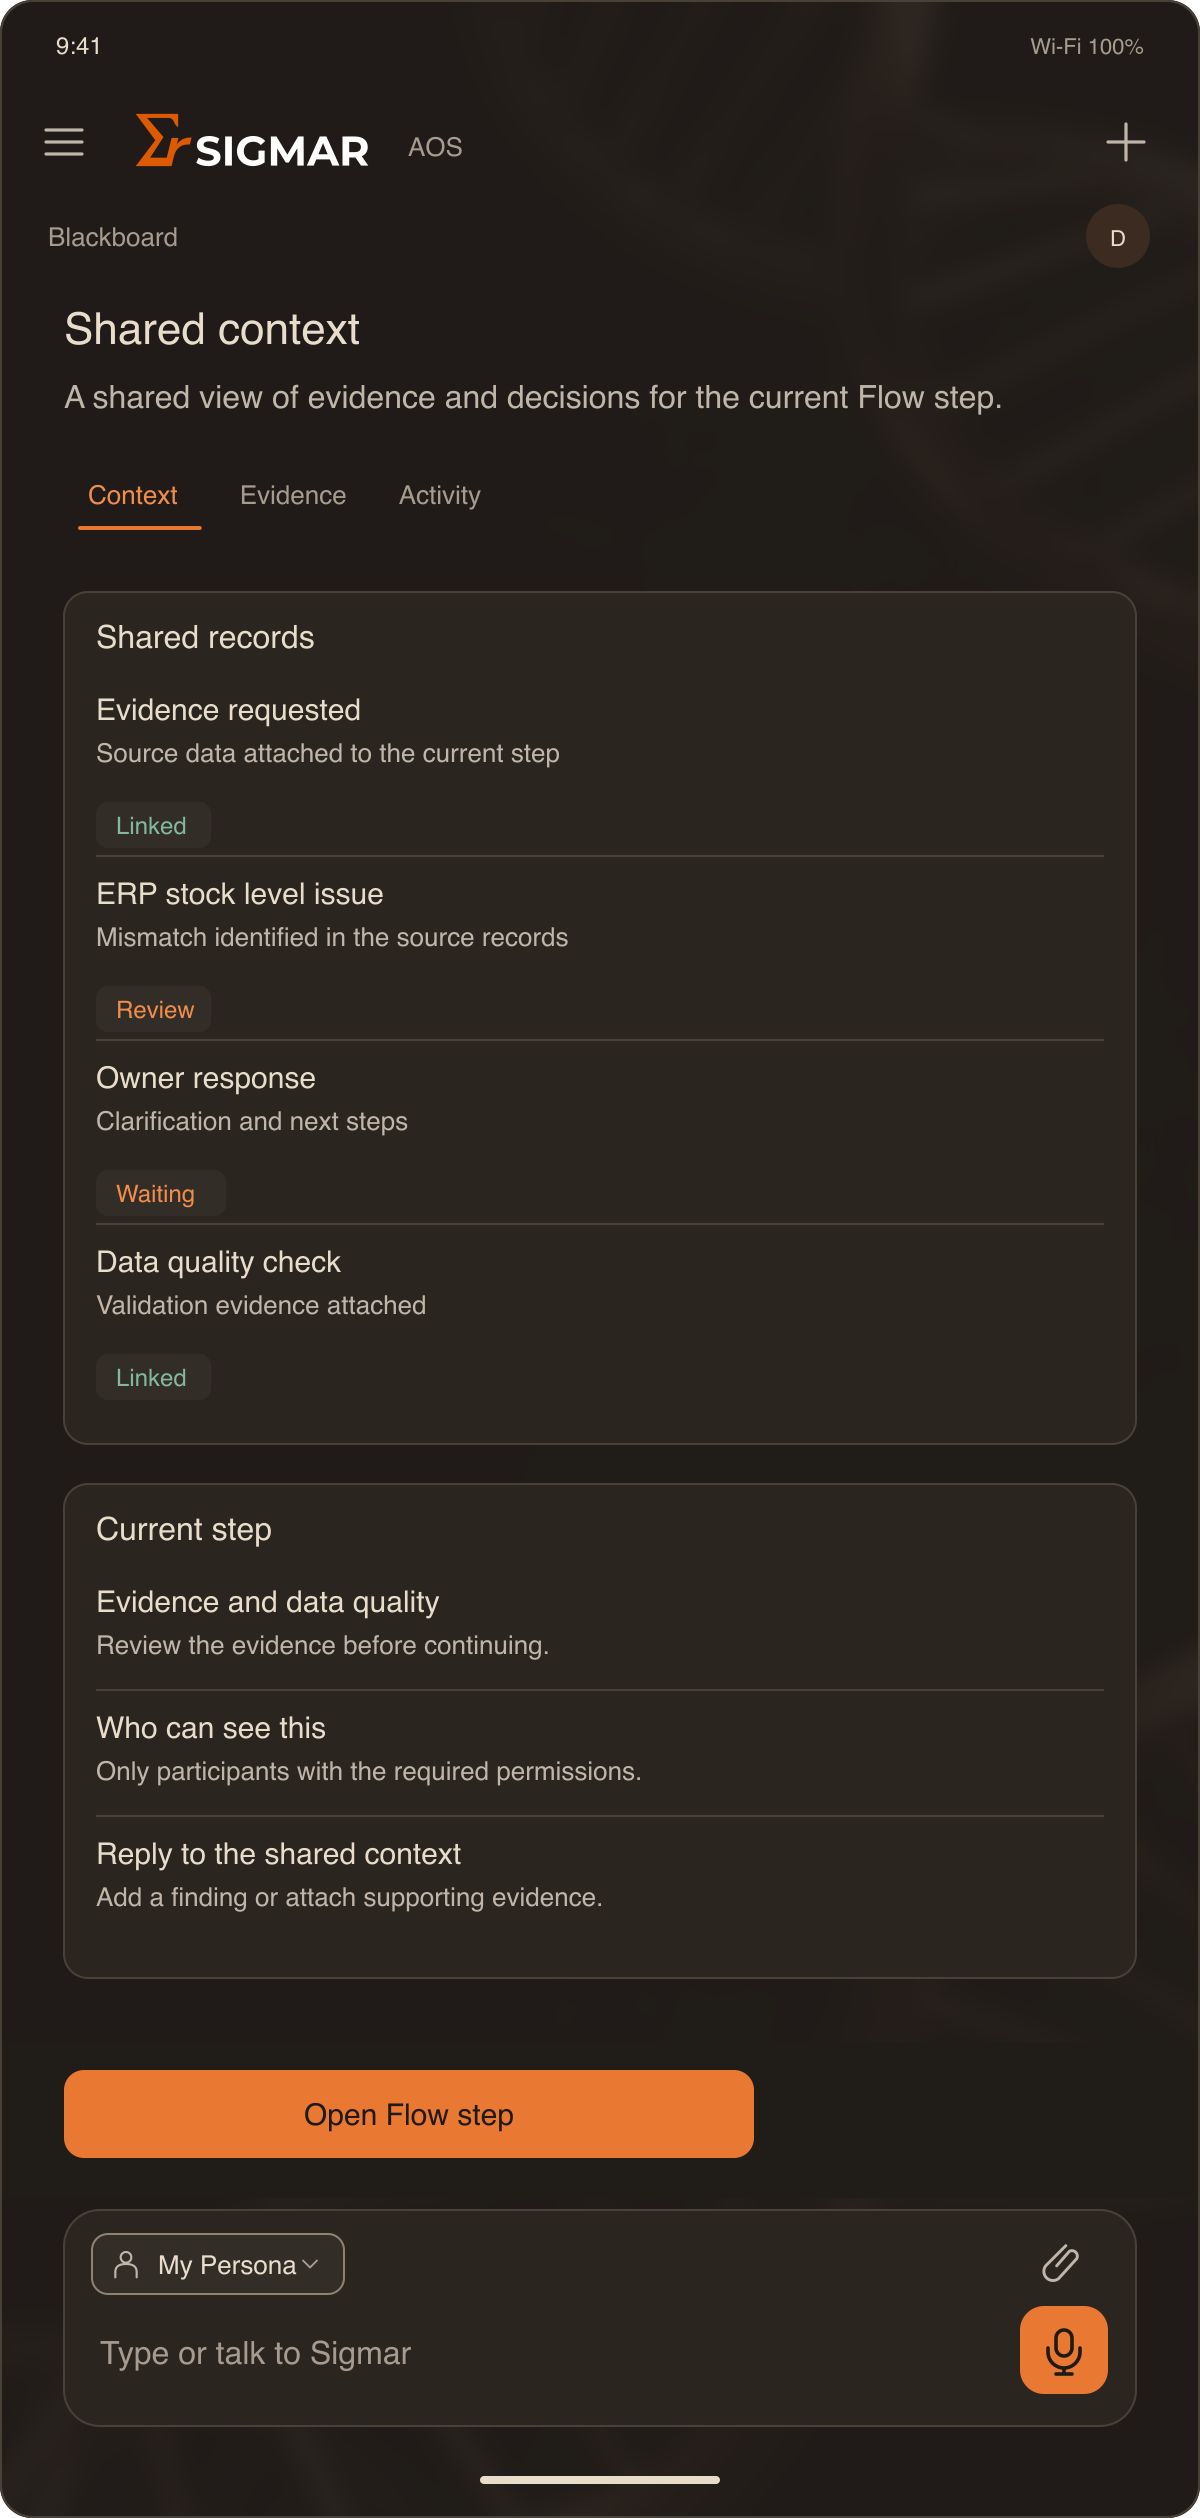 9:41
Wi-Fi 100%
Σr SIGMAR AOS
Blackboard
D
Shared context
A shared view of evidence and decisions for the current Flow step.
Context Evidence Activity
Shared records
Evidence requested
Source data attached to the current step
Linked
ERP stock level issue
Mismatch identified in the source records
Review
Owner response
Clarification and next steps
Waiting
Data quality check
Validation evidence attached
Linked
Current step
Evidence and data quality
Review the evidence before continuing.
Who can see this
Only participants with the required permissions.
Reply to the shared context
Add a finding or attach supporting evidence.
Open Flow step
My Persona
Type or talk to Sigmar